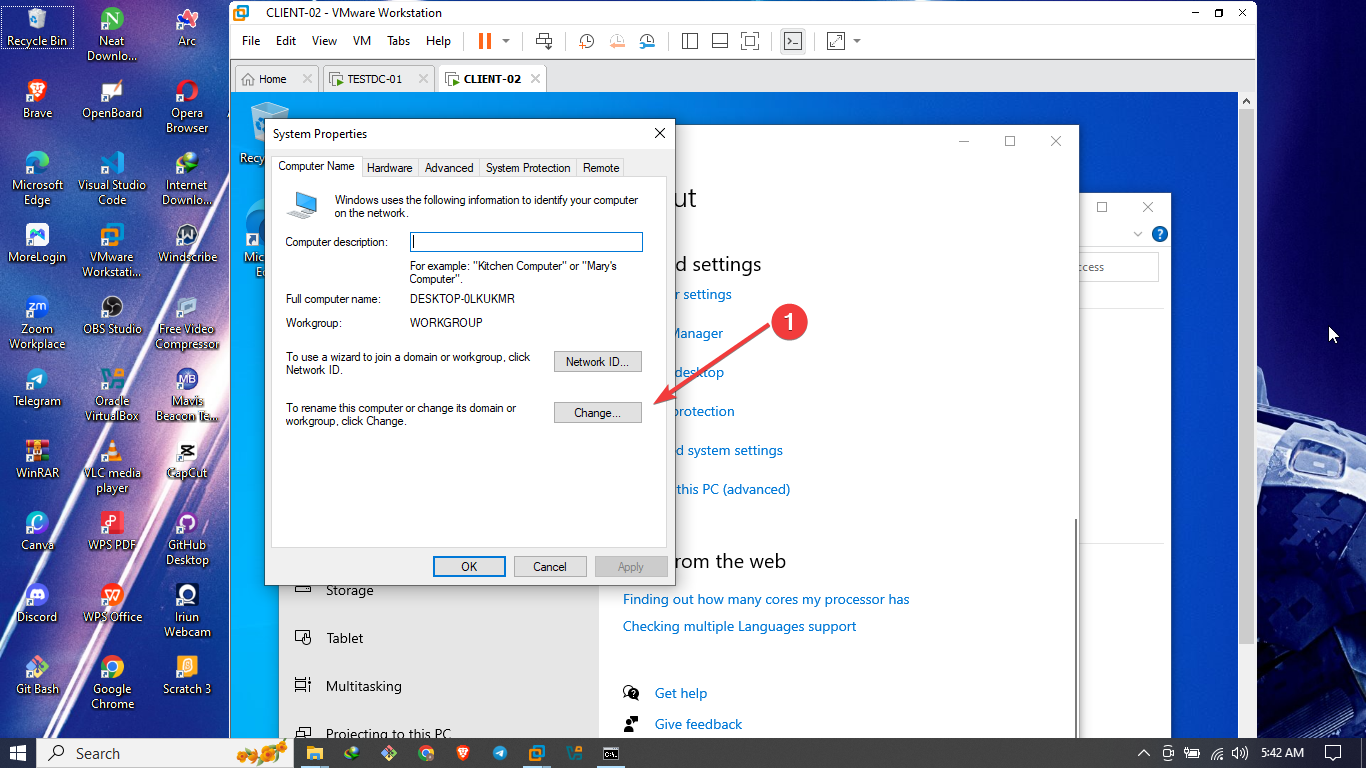 Recycle Bin
Neat
Downlo...
Arc
Brave
OpenBoard
Opera
Browser
Microsoft
Edge
Visual Studio
Code
Internet
Downlo...
MoreLogin
VMware
Workstati...
Windscribe
Zoom
Workplace
OBS Studio
Free Video
Compressor
Telegram
Oracle
VirtualBox
Mavis
Beacon Te...
WinRAR
VLC media
player
CapCut
Canva
WPS PDF
GitHub
Desktop
Discord
WPS Office
Iriun
Webcam
Git Bash
Google
Chrome
Scratch 3
CLIENT-02 - VMware Workstation
File Edit View VM Tabs Help
Home TESTDC-01 CLIENT-02
System Properties
Computer Name Hardware Advanced System Protection Remote
Windows uses the following information to identify your computer
on the network.
Computer description:
For example: "Kitchen Computer" or "Mary's
Computer".
Full computer name: DESKTOP-0LKUKMR
Workgroup: WORKGROUP
To use a wizard to join a domain or workgroup, click
Network ID.
Network ID...
To rename this computer or change its domain or
workgroup, click Change.
Change...
1
OK Cancel Apply
ut
d settings
r settings
Manager
desktop
protection
d system settings
this PC (advanced)
rom the web
Finding out how many cores my processor has
Checking multiple Languages support
Get help
Give feedback
Storage
Tablet
Multitasking
Projecting to this PC
Search
5:42 AM